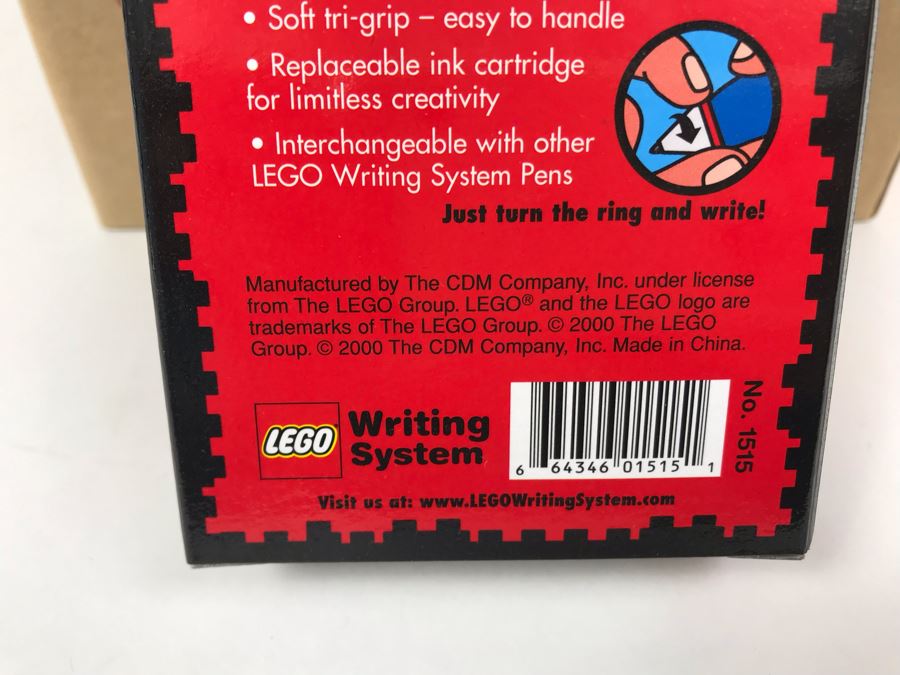 • Soft tri-grip – easy to handle
• Replaceable ink cartridge
for limitless creativity
• Interchangeable with other
LEGO Writing System Pens
Just turn the ring and write!
Manufactured by The CDM Company, Inc. under license
from The LEGO Group. LEGO® and the LEGO logo are
trademarks of The LEGO Group. © 2000 The LEGO
Group. © 2000 The CDM Company, Inc. Made in China.
LEGO Writing
System
6 64346 01515 1
No. 1515
Visit us at: www.LEGOWritingSystem.com